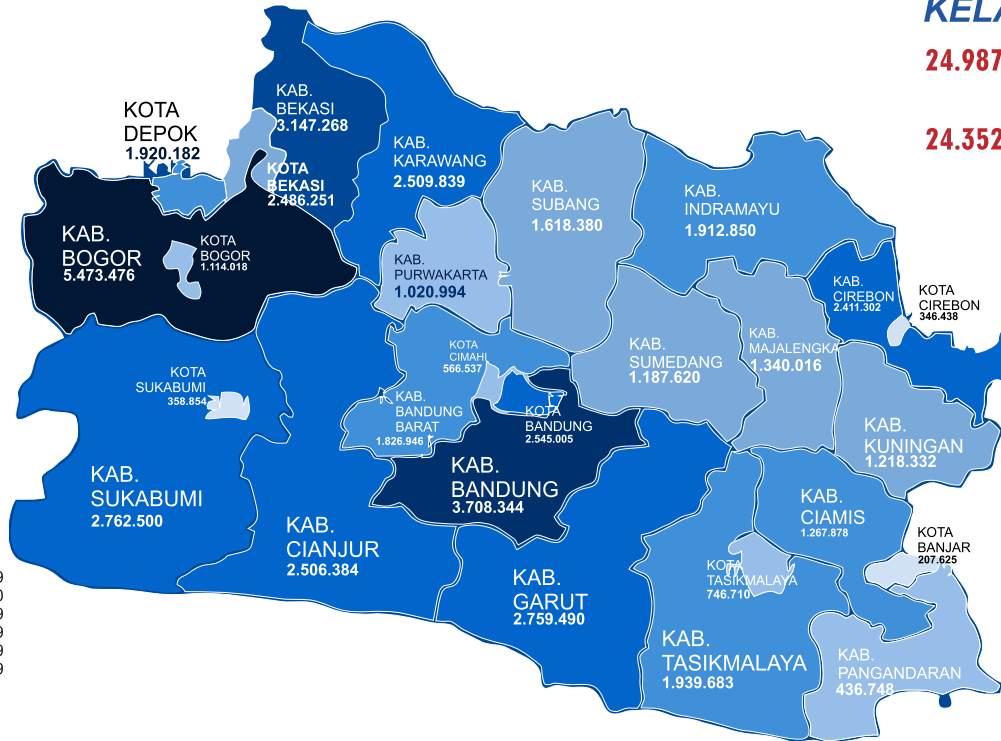 KELA
24.987
24.352
KAB.
BEKASI
3.147.268
KOTA
DEPOK
1.920.182
KOTA
BEKASI
2.486.251
KAB.
KARAWANG
2.509.839
KAB.
SUBANG
1.618.380
KAB.
INDRAMAYU
1.912.850
KAB.
BOGOR
5.473.476
KOTA
BOGOR
1.114.018
KAB.
PURWAKARTA
1.020.994
KAB.
CIREBON
2.411.302
KOTA
CIREBON
346.438
KOTA
SUKABUMI
358.854
KOTA
CIMAHI
566.537
KAB.
SUMEDANG
1.187.620
KAB.
MAJALENGKA
1.340.016
KAB.
BANDUNG
BARAT
1.826.946
KOTA
BANDUNG
2.545.005
KAB.
KUNINGAN
1.218.332
KAB.
SUKABUMI
2.762.500
KAB.
BANDUNG
3.708.344
KAB.
CIAMIS
1.267.878
KAB.
CIANJUR
2.506.384
KOTA
BANJAR
207.625
KAB.
GARUT
2.759.490
KOTA
TASIKMALAYA
746.710
KAB.
TASIKMALAYA
1.939.683
KAB.
PANGANDARAN
436.748